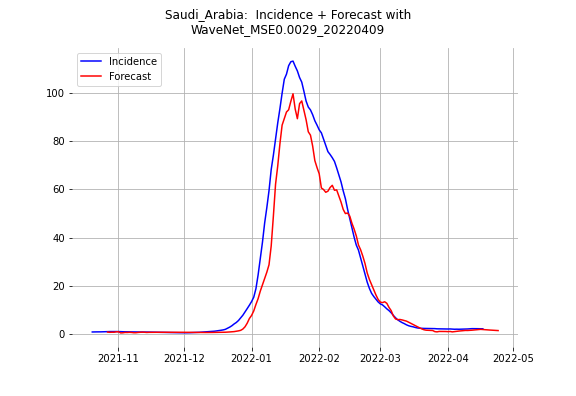 Saudi_Arabia:  Incidence + Forecast with
WaveNet_MSE0.0029_20220409
Incidence
Forecast
100
80
60
40
20
0
2021-11 2021-12 2022-01 2022-02 2022-03 2022-04 2022-05